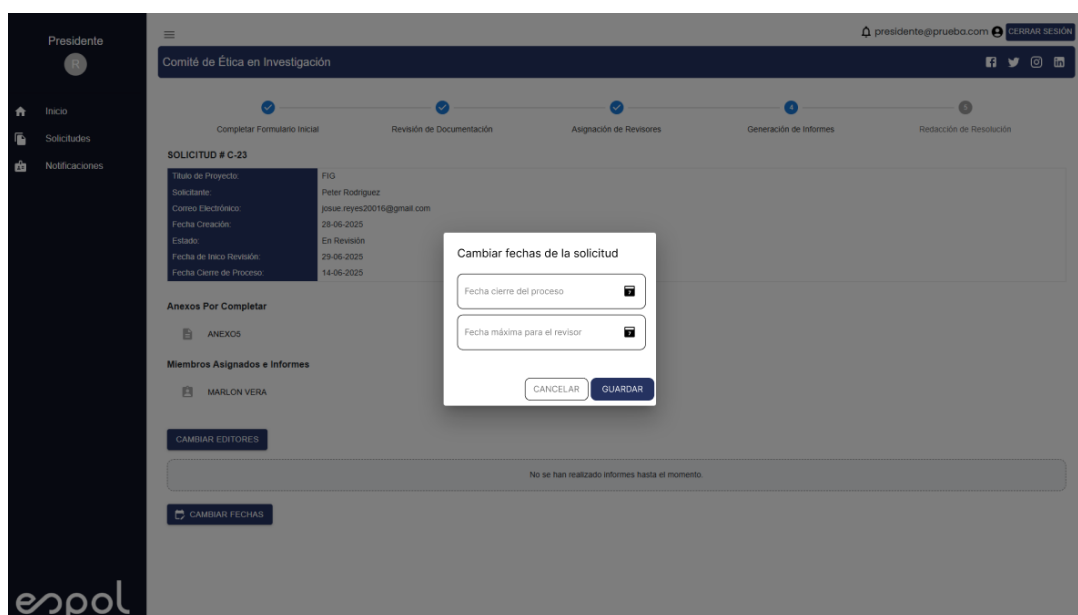 Presidente
R
Inicio
Solicitudes
Notificaciones
espol
presidente@prueba.com CERRAR SESIÓN
Comité de Ética en Investigación
Completar Formulario Inicial Revisión de Documentación Asignación de Revisores 4 Generación de Informes 5 Redacción de Resolución
SOLICITUD # C-23
Titulo de Proyecto: FIG
Solicitante: Peter Rodriguez
Correo Electrónico: josue.reyes20016@gmail.com
Fecha Creación: 28-06-2025
Estado: En Revisión
Fecha de Inico Revisión: 29-06-2025
Fecha Cierre de Proceso: 14-06-2025
Anexos Por Completar
ANEXO5
Miembros Asignados e Informes
MARLON VERA
CAMBIAR EDITORES
No se han realizado informes hasta el momento.
CAMBIAR FECHAS
Cambiar fechas de la solicitud
Fecha cierre del proceso
Fecha máxima para el revisor
CANCELAR GUARDAR